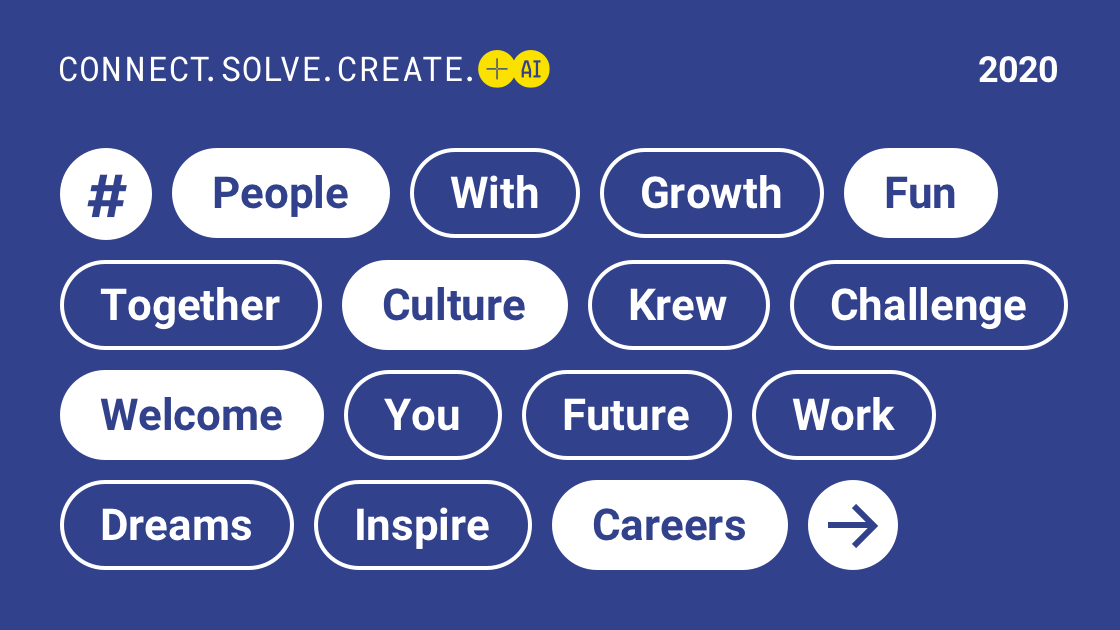 CONNECT. SOLVE. CREATE. + AI 2020
# People With Growth Fun
Together Culture Krew Challenge
Welcome You Future Work
Dreams Inspire Careers →